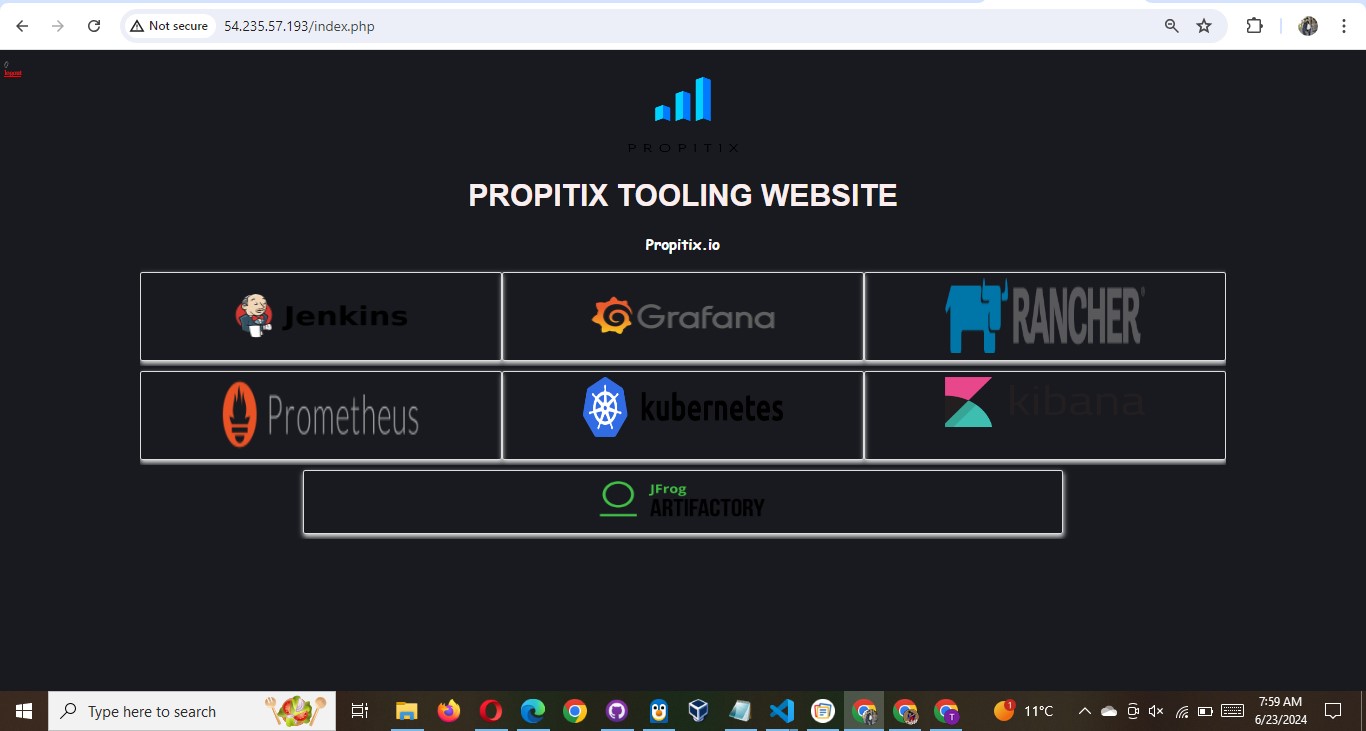 Not secure 54.235.57.193/index.php
PROPITIX
PROPITIX TOOLING WEBSITE
Propitix.io
Jenkins
Grafana
RANCHER®
Prometheus
kubernetes
kibana
JFrog
ARTIFACTORY
Type here to search
T
1
11°C
7:59 AM
6/23/2024